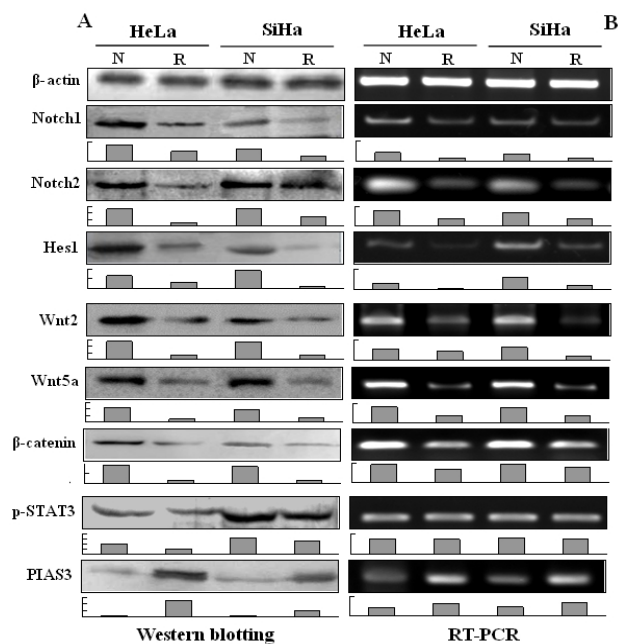 A B
HeLa SiHa HeLa SiHa
N R N R N R N R
β-actin
Notch1
Notch2
Hes1
Wnt2
Wnt5a
β-catenin
p-STAT3
PIAS3
Western blotting RT-PCR